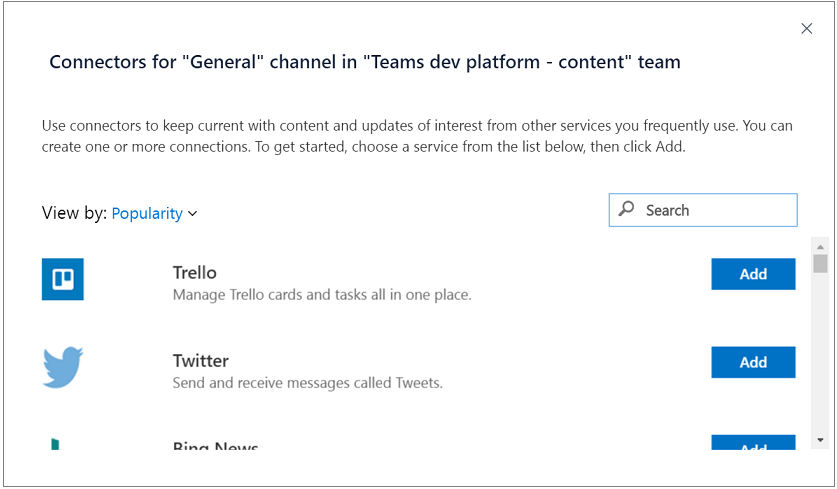 Connectors for "General" channel in "Teams dev platform - content" team
Use connectors to keep current with content and updates of interest from other services you frequently use. You can
create one or more connections. To get started, choose a service from the list below, then click Add.
View by: Popularity
Search
Trello
Add
Manage Trello cards and tasks all in one place.
Twitter
Add
Send and receive messages called Tweets.
Bing News
Add